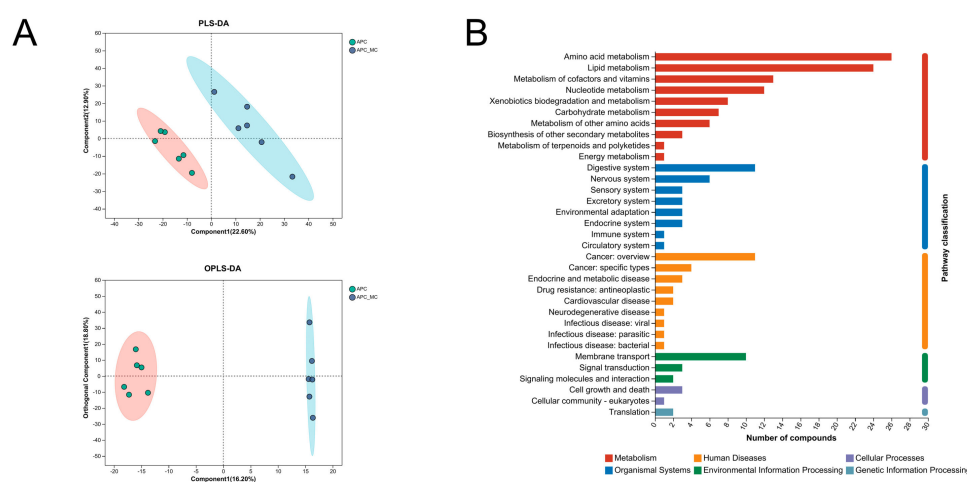 A
PLS-DA
APC
APC_MC
Component2(12.90%)
60
50
40
30
20
10
0
-10
-20
-30
-40
-40
-30
-20
-10
0
10
20
30
40
50
Component1(22.60%)
OPLS-DA
APC
APC_MC
Orthogonal Component1(18.80%)
60
50
40
30
20
10
0
-10
-20
-30
-40
-50
-20
-15
-10
-5
0
5
10
15
20
Component1(16.20%)
B
Amino acid metabolism
Lipid metabolism
Metabolism of cofactors and vitamins
Nucleotide metabolism
Xenobiotics biodegradation and metabolism
Carbohydrate metabolism
Metabolism of other amino acids
Biosynthesis of other secondary metabolites
Metabolism of terpenoids and polyketides
Energy metabolism
Digestive system
Nervous system
Sensory system
Excretory system
Environmental adaptation
Endocrine system
Immune system
Circulatory system
Cancer: overview
Cancer: specific types
Endocrine and metabolic disease
Drug resistance: antineoplastic
Cardiovascular disease
Neurodegenerative disease
Infectious disease: viral
Infectious disease: parasitic
Infectious disease: bacterial
Membrane transport
Signal transduction
Signaling molecules and interaction
Cell growth and death
Cellular community - eukaryotes
Translation
0
2
4
6
8
10
12
14
16
18
20
22
24
26
28
30
Number of compounds
Pathway classification
Metabolism
Human Diseases
Cellular Processes
Organismal Systems
Environmental Information Processing
Genetic Information Processing